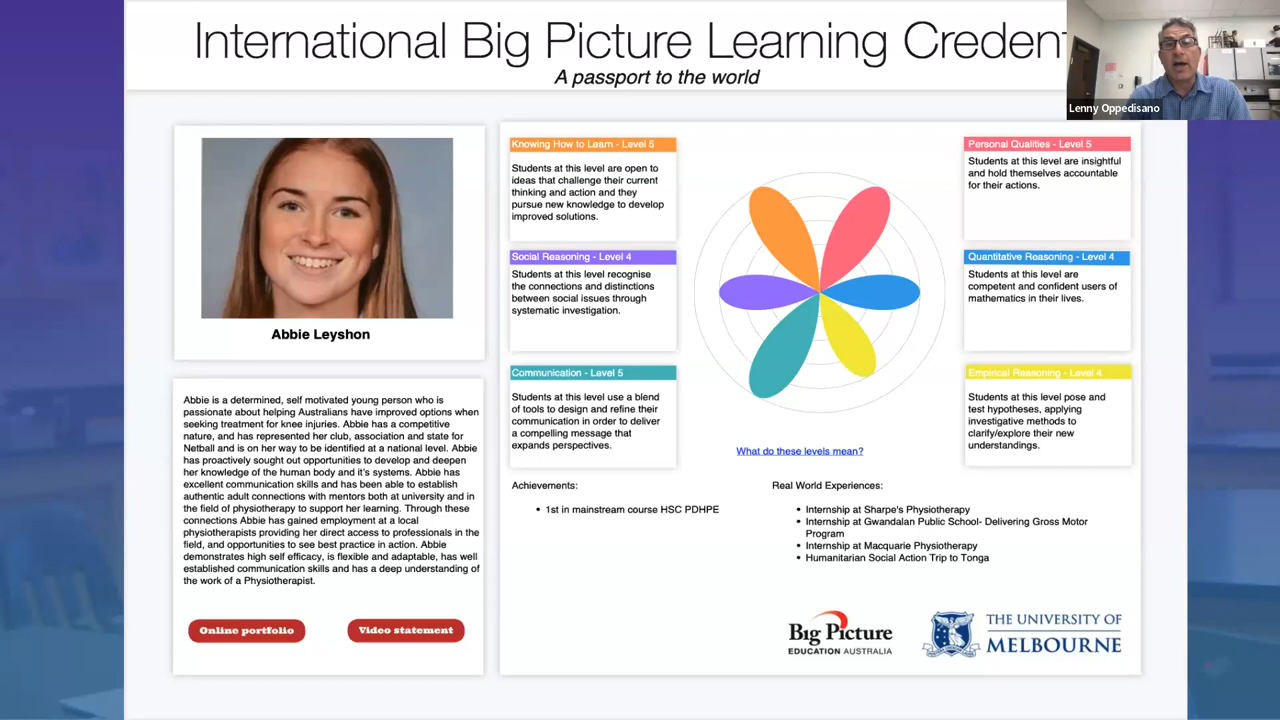 International Big Picture Learning Creden
A passport to the world
Lenny Oppedisano
Abbie Leyshon
Abbie is a determined, self motivated young person who is
passionate about helping Australians have improved options when
seeking treatment for knee injuries. Abbie has a competitive
nature, and has represented her club, association and state for
Netball and is on her way to be identified at a national level. Abbie
has proactively sought out opportunities to develop and deepen
her knowledge of the human body and it's systems. Abbie has
excellent communication skills and has been able to establish
authentic adult connections with mentors both at university and in
the field of physiotherapy to support her learning. Through these
connections Abbie has gained employment at a local
physiotherapists providing her direct access to professionals in the
field, and opportunities to see best practice in action. Abbie
demonstrates high self efficacy, is flexible and adaptable, has well
established communication skills and has a deep understanding of
the work of a Physiotherapist.
Online portfolio
Video statement
Knowing How to Learn - Level 5
Students at this level are open to
ideas that challenge their current
thinking and action and they
pursue new knowledge to develop
improved solutions.
Social Reasoning - Level 4
Students at this level recognise
the connections and distinctions
between social issues through
systematic investigation.
Communication - Level 5
Students at this level use a blend
of tools to design and refine their
communication in order to deliver
a compelling message that
expands perspectives.
Personal Qualities - Level 5
Students at this level are insightful
and hold themselves accountable
for their actions.
Quantitative Reasoning - Level 4
Students at this level are
competent and confident users of
mathematics in their lives.
Empirical Reasoning - Level 4
Students at this level pose and
test hypotheses, applying
investigative methods to
clarify/explore their new
understandings.
What do these levels mean?
Achievements:
• 1st in mainstream course HSC PDHPE
Real World Experiences:
• Internship at Sharpe's Physiotherapy
• Internship at Gwandalan Public School- Delivering Gross Motor
Program
• Internship at Macquarie Physiotherapy
• Humanitarian Social Action Trip to Tonga
Big Picture
EDUCATION AUSTRALIA
THE UNIVERSITY OF
MELBOURNE